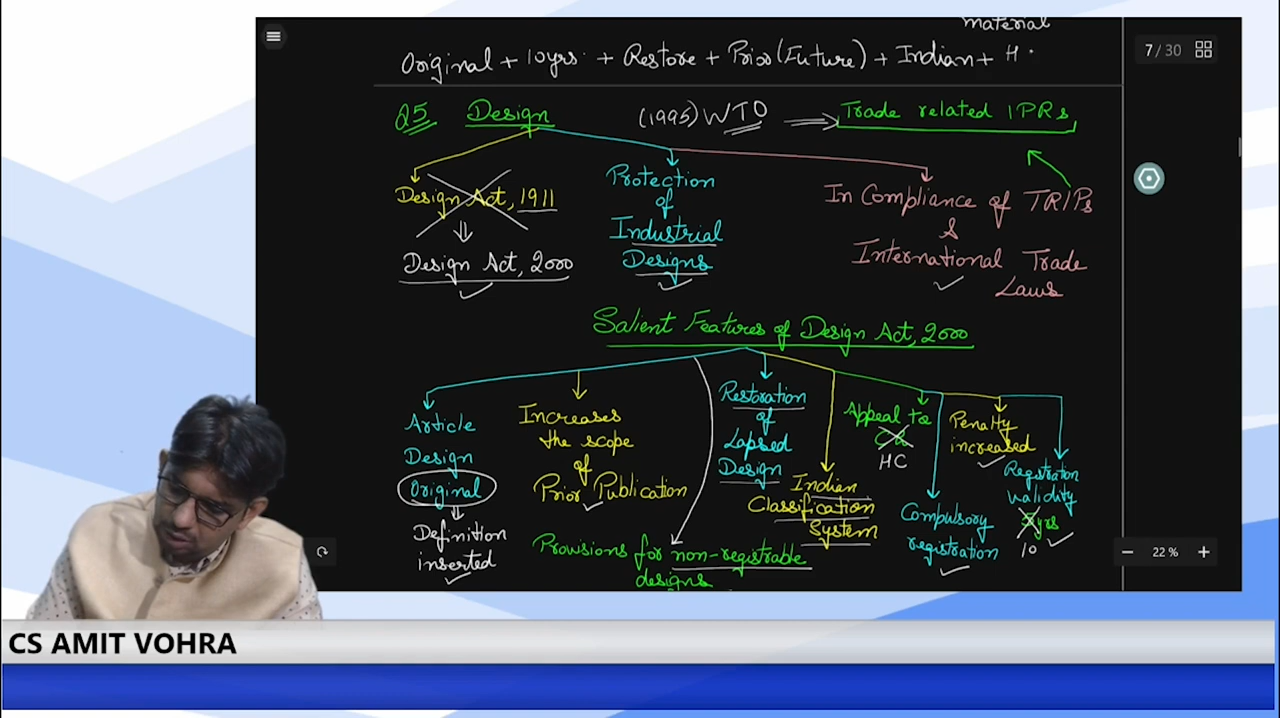 material
Original + 10yrs + Restore + Prior (Future) + Indian + H
7 / 30
Q5 Design (1995) WTO ⇒ Trade related IPRs
Design Act, 1911
⇓
Design Act, 2000
Protection
of
Industrial
Designs
In Compliance of TRIPs
&
International Trade
Laws
Salient Features of Design Act, 2000
Article
Design
Original
⇓
Definition
inserted
Increases
the scope
of
Prior Publication
Provisions for non-registrable
designs
Restoration
of
Lapsed
Design
Indian
Classification
System
Appeal to
HC
Compulsory
registration
Penalty
increased
Registration
validity
yrs
10
22 %
CS AMIT VOHRA